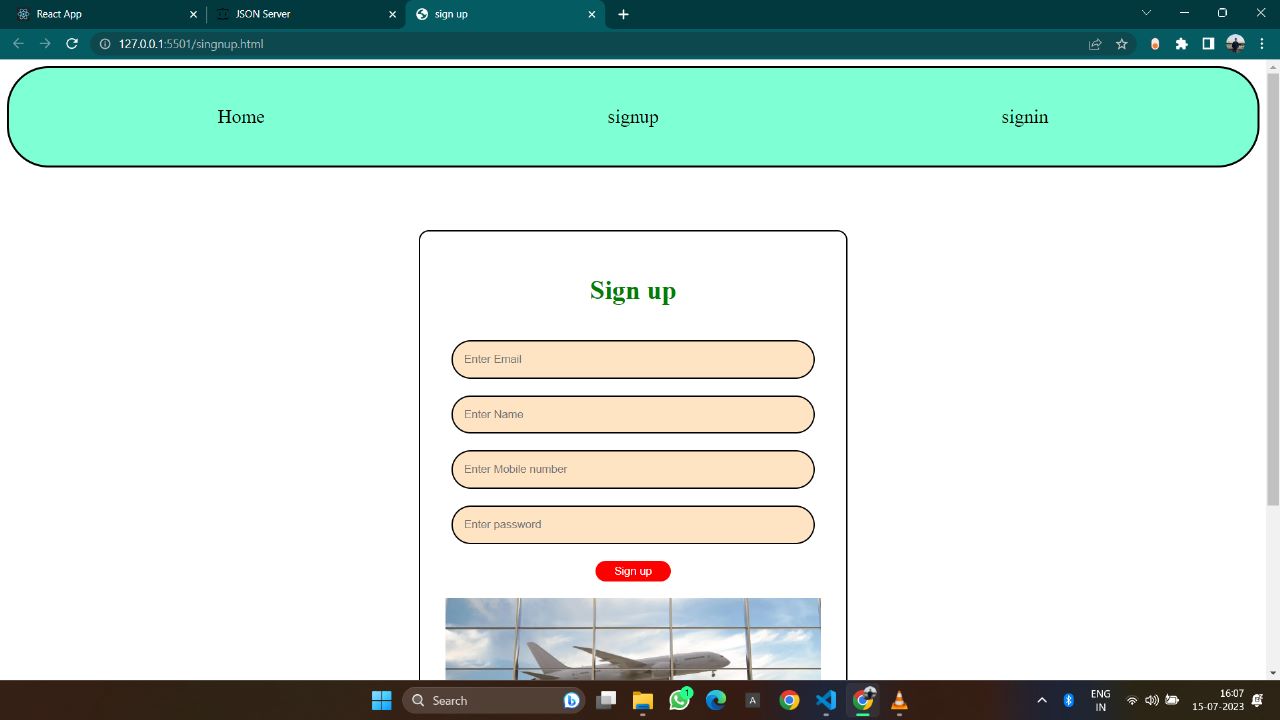 React App
JSON Server
sign up
127.0.0.1:5501/singnup.html
Home
signup
signin
Sign up
Enter Email
Enter Name
Enter Mobile number
Enter password
Sign up
Search
1
A
ENG
IN
16:07
15-07-2023